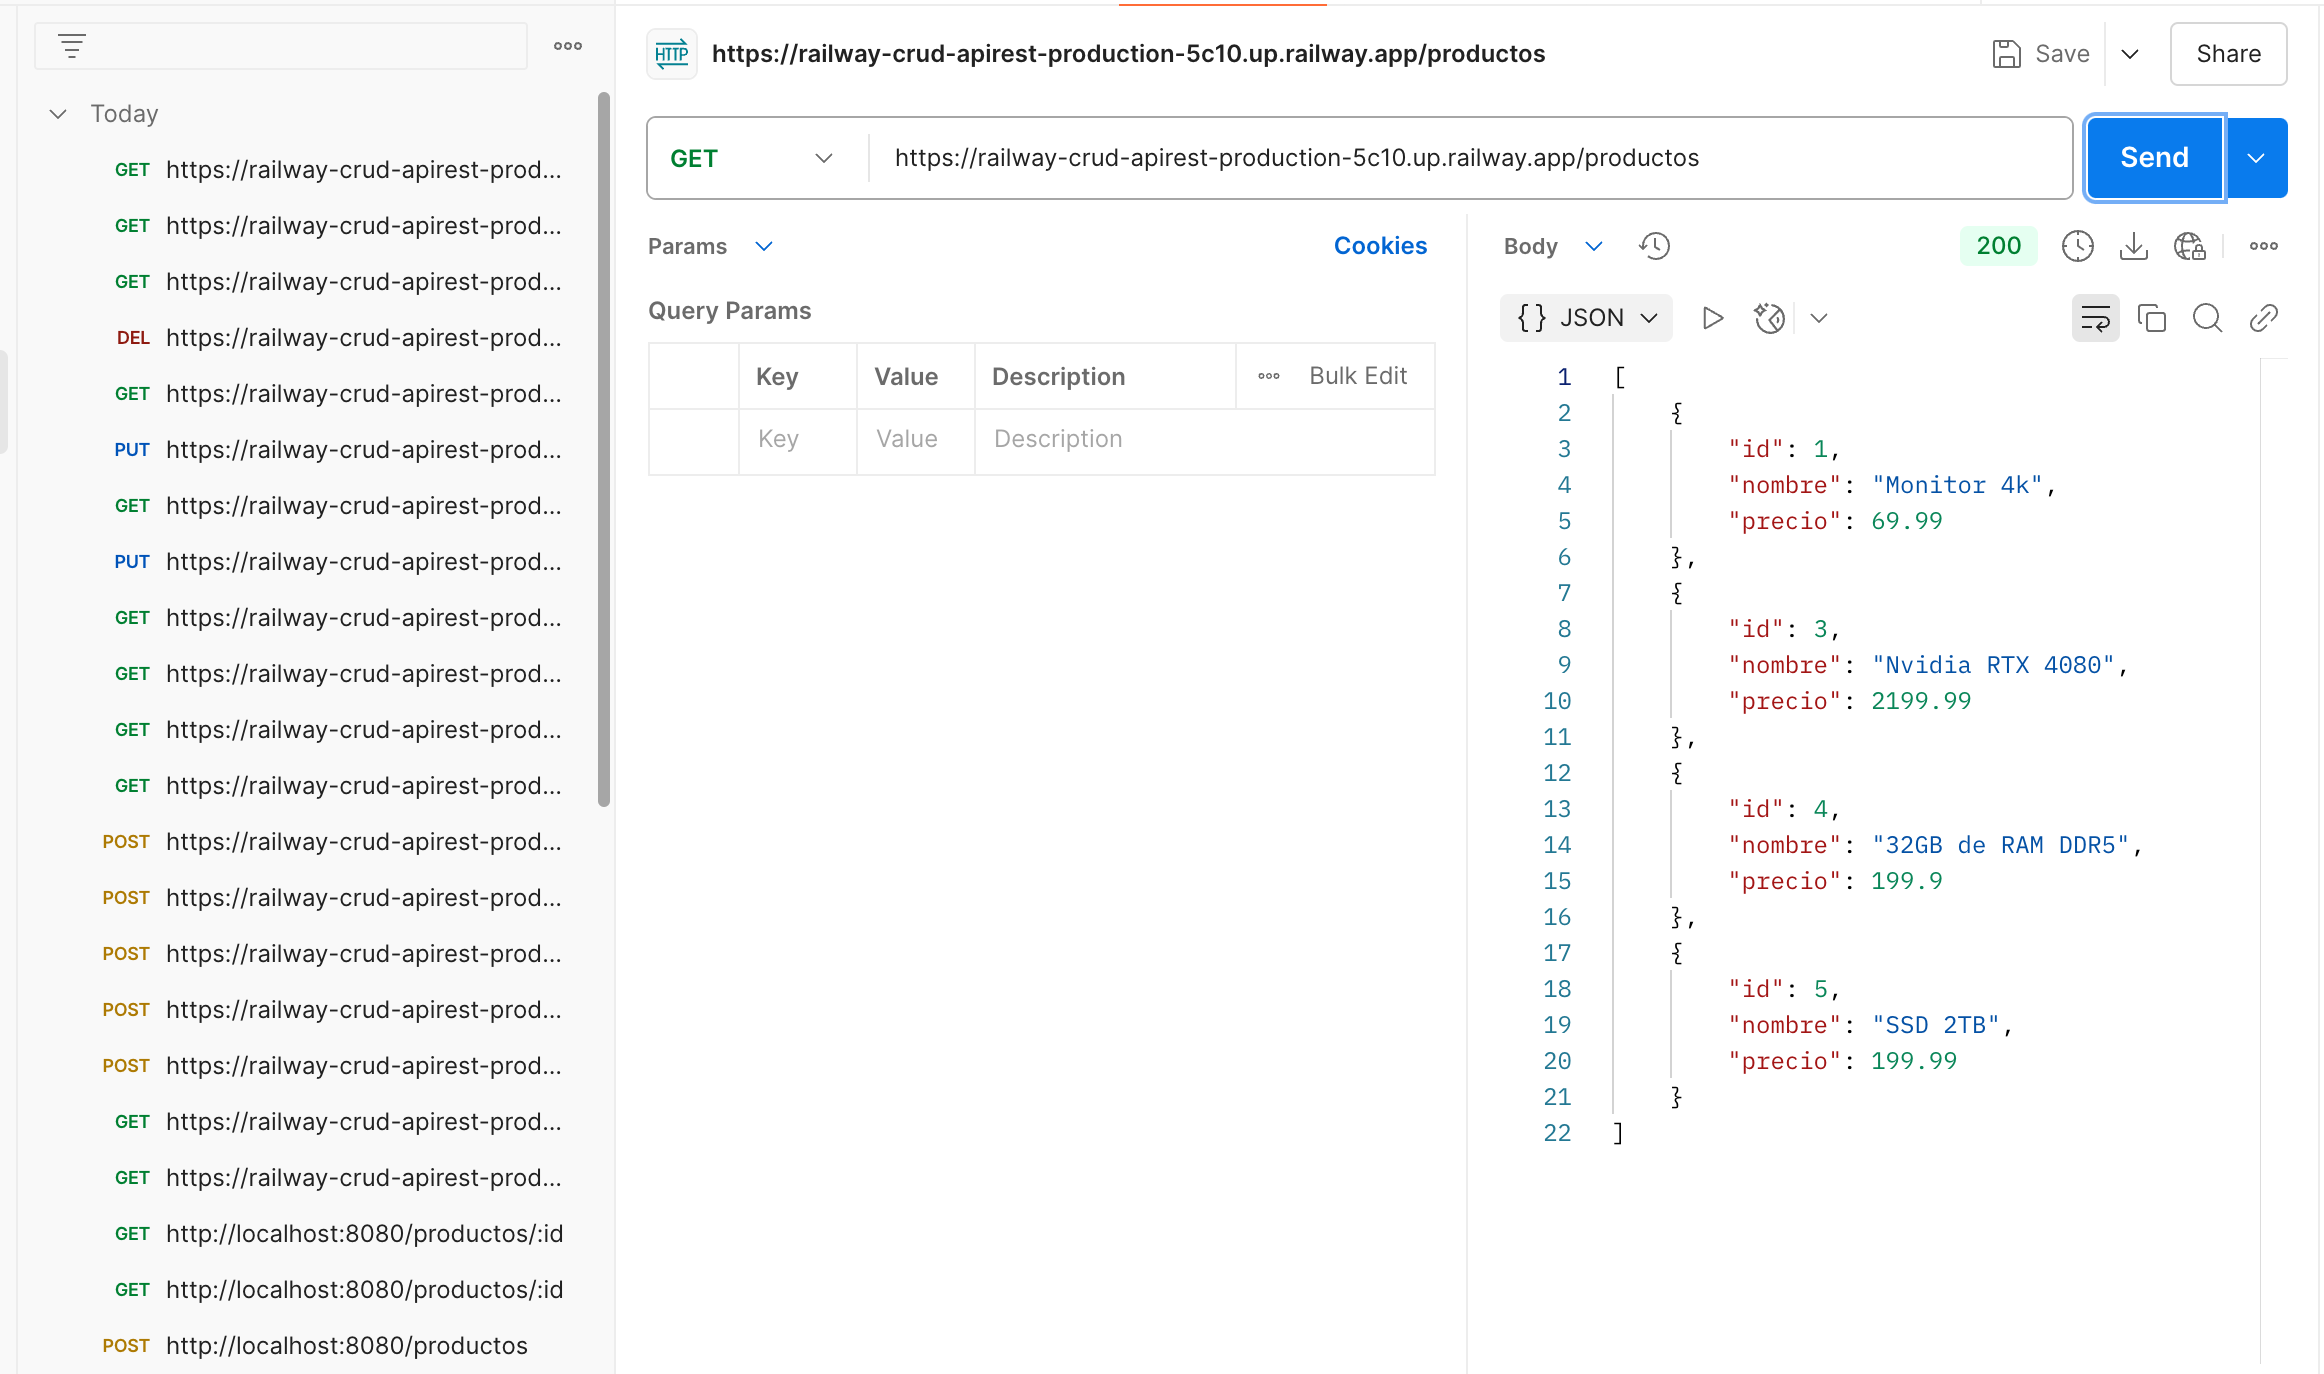 Today
GET https://railway-crud-apirest-prod...
GET https://railway-crud-apirest-prod...
GET https://railway-crud-apirest-prod...
DEL https://railway-crud-apirest-prod...
GET https://railway-crud-apirest-prod...
PUT https://railway-crud-apirest-prod...
GET https://railway-crud-apirest-prod...
PUT https://railway-crud-apirest-prod...
GET https://railway-crud-apirest-prod...
GET https://railway-crud-apirest-prod...
GET https://railway-crud-apirest-prod...
GET https://railway-crud-apirest-prod...
POST https://railway-crud-apirest-prod...
POST https://railway-crud-apirest-prod...
POST https://railway-crud-apirest-prod...
POST https://railway-crud-apirest-prod...
POST https://railway-crud-apirest-prod...
GET https://railway-crud-apirest-prod...
GET https://railway-crud-apirest-prod...
GET http://localhost:8080/productos/:id
GET http://localhost:8080/productos/:id
POST http://localhost:8080/productos
HTTP https://railway-crud-apirest-production-5c10.up.railway.app/productos
Save
Share
GET https://railway-crud-apirest-production-5c10.up.railway.app/productos
Send
Params
Cookies
Query Params
Key Value Description Bulk Edit
Key Value Description
Body
200
{} JSON
1 [
2 {
3 "id": 1,
4 "nombre": "Monitor 4k",
5 "precio": 69.99
6 },
7 {
8 "id": 3,
9 "nombre": "Nvidia RTX 4080",
10 "precio": 2199.99
11 },
12 {
13 "id": 4,
14 "nombre": "32GB de RAM DDR5",
15 "precio": 199.9
16 },
17 {
18 "id": 5,
19 "nombre": "SSD 2TB",
20 "precio": 199.99
21 }
22 ]